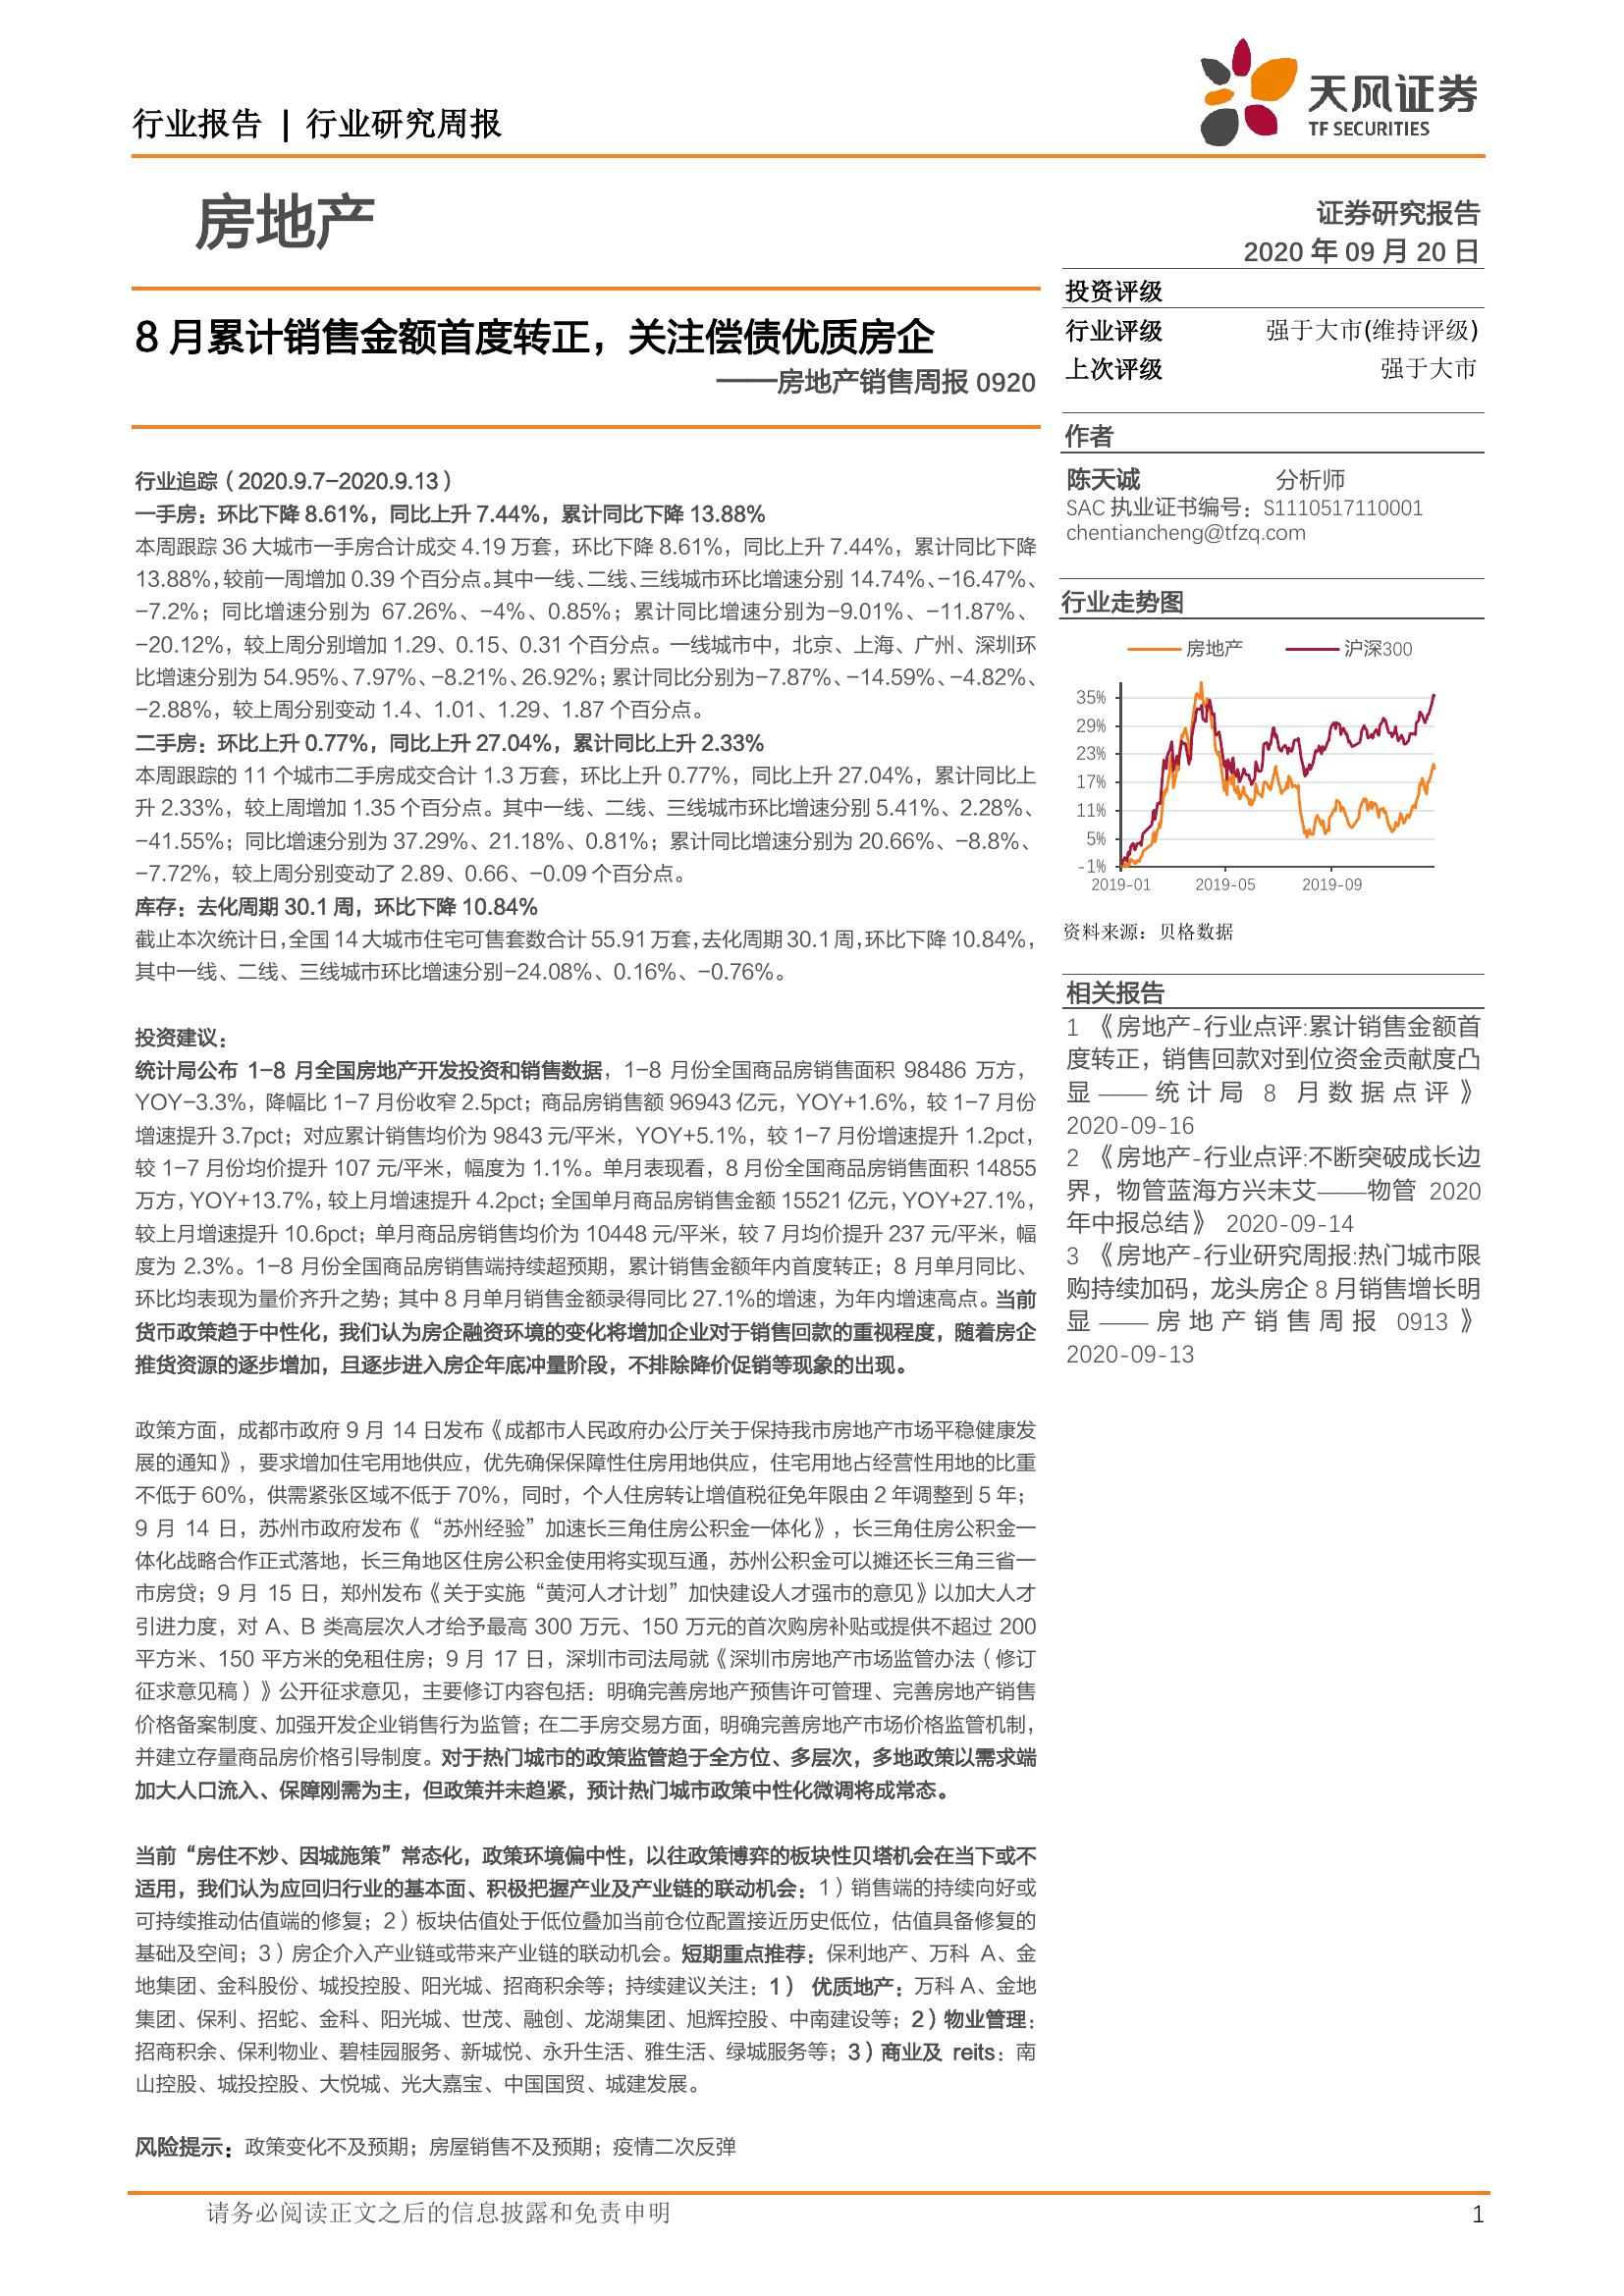 行业报告 | 行业研究周报
天风证券
TF SECURITIES
房地产
证券研究报告
2020 年 09 月 20 日
8 月累计销售金额首度转正，关注偿债优质房企
——房地产销售周报 0920
行业追踪（2020.9.7-2020.9.13）
一手房：环比下降 8.61%，同比上升 7.44%，累计同比下降 13.88%
本周跟踪 36 大城市一手房合计成交 4.19 万套，环比下降 8.61%，同比上升 7.44%，累计同比下降
13.88%，较前一周增加 0.39 个百分点。其中一线、二线、三线城市环比增速分别 14.74%、-16.47%、
-7.2%；同比增速分别为 67.26%、-4%、0.85%；累计同比增速分别为-9.01%、-11.87%、
-20.12%，较上周分别增加 1.29、0.15、0.31 个百分点。一线城市中，北京、上海、广州、深圳环
比增速分别为 54.95%、7.97%、-8.21%、26.92%；累计同比分别为-7.87%、-14.59%、-4.82%、
-2.88%，较上周分别变动 1.4、1.01、1.29、1.87 个百分点。
二手房：环比上升 0.77%，同比上升 27.04%，累计同比上升 2.33%
本周跟踪的 11 个城市二手房成交合计 1.3 万套，环比上升 0.77%，同比上升 27.04%，累计同比上
升 2.33%，较上周增加 1.35 个百分点。其中一线、二线、三线城市环比增速分别 5.41%、2.28%、
-41.55%；同比增速分别为 37.29%、21.18%、0.81%；累计同比增速分别为 20.66%、-8.8%、
-7.72%，较上周分别变动了 2.89、0.66、-0.09 个百分点。
库存：去化周期 30.1 周，环比下降 10.84%
截止本次统计日，全国 14 大城市住宅可售套数合计 55.91 万套，去化周期 30.1 周，环比下降 10.84%，
其中一线、二线、三线城市环比增速分别-24.08%、0.16%、-0.76%。
投资建议：
统计局公布 1-8 月全国房地产开发投资和销售数据，1-8 月份全国商品房销售面积 98486 万方，
YOY-3.3%，降幅比 1-7 月份收窄 2.5pct；商品房销售额 96943 亿元，YOY+1.6%，较 1-7 月份
增速提升 3.7pct；对应累计销售均价为 9843 元/平米，YOY+5.1%，较 1-7 月份增速提升 1.2pct，
较 1-7 月份均价提升 107 元/平米，幅度为 1.1%。单月表现看，8 月份全国商品房销售面积 14855
万方，YOY+13.7%，较上月增速提升 4.2pct；全国单月商品房销售金额 15521 亿元，YOY+27.1%，
较上月增速提升 10.6pct；单月商品房销售均价为 10448 元/平米，较 7 月均价提升 237 元/平米，幅
度为 2.3%。1-8 月份全国商品房销售端持续超预期，累计销售金额年内首度转正；8 月单月同比、
环比均表现为量价齐升之势；其中 8 月单月销售金额录得同比 27.1%的增速，为年内增速高点。当前
货币政策趋于中性化，我们认为房企融资环境的变化将增加企业对于销售回款的重视程度，随着房企
推货资源的逐步增加，且逐步进入房企年底冲量阶段，不排除降价促销等现象的出现。
政策方面，成都市政府 9 月 14 日发布《成都市人民政府办公厅关于保持我市房地产市场平稳健康发
展的通知》，要求增加住宅用地供应，优先确保保障性住房用地供应，住宅用地占经营性用地的比重
不低于 60%，供需紧张区域不低于 70%，同时，个人住房转让增值税征免年限由 2 年调整到 5 年；
9 月 14 日，苏州市政府发布《 “苏州经验”加速长三角住房公积金一体化》，长三角住房公积金一
体化战略合作正式落地，长三角地区住房公积金使用将实现互通，苏州公积金可以摊还长三角三省一
市房贷；9 月 15 日，郑州发布《关于实施“黄河人才计划”加快建设人才强市的意见》以加大人才
引进力度，对 A、B 类高层次人才给予最高 300 万元、150 万元的首次购房补贴或提供不超过 200
平方米、150 平方米的免租住房；9 月 17 日，深圳市司法局就《深圳市房地产市场监管办法（修订
征求意见稿）》公开征求意见，主要修订内容包括：明确完善房地产预售许可管理、完善房地产销售
价格备案制度、加强开发企业销售行为监管；在二手房交易方面，明确完善房地产市场价格监管机制，
并建立存量商品房价格引导制度。对于热门城市的政策监管趋于全方位、多层次，多地政策以需求端
加大人口流入、保障刚需为主，但政策并未趋紧，预计热门城市政策中性化微调将成常态。
当前“房住不炒、因城施策”常态化，政策环境偏中性，以往政策博弈的板块性贝塔机会在当下或不
适用，我们认为应回归行业的基本面、积极把握产业及产业链的联动机会：1）销售端的持续向好或
可持续推动估值端的修复；2）板块估值处于低位叠加当前仓位配置接近历史低位，估值具备修复的
基础及空间；3）房企介入产业链或带来产业链的联动机会。短期重点推荐：保利地产、万科 A、金
地集团、金科股份、城投控股、阳光城、招商积余等；持续建议关注：1） 优质地产：万科 A、金地
集团、保利、招蛇、金科、阳光城、世茂、融创、龙湖集团、旭辉控股、中南建设等；2）物业管理：
招商积余、保利物业、碧桂园服务、新城悦、永升生活、雅生活、绿城服务等；3）商业及 reits：南
山控股、城投控股、大悦城、光大嘉宝、中国国贸、城建发展。
风险提示：政策变化不及预期；房屋销售不及预期；疫情二次反弹
投资评级
行业评级 强于大市(维持评级)
上次评级 强于大市
作者
陈天诚 分析师
SAC 执业证书编号：S1110517110001
chentiancheng@tfzq.com
行业走势图
房地产 沪深300
35%
29%
23%
17%
11%
5%
-1%
2019-01 2019-05 2019-09
资料来源：贝格数据
相关报告
1 《房地产-行业点评:累计销售金额首
度转正，销售回款对到位资金贡献度凸
显——统计局 8 月数据点评》
2020-09-16
2 《房地产-行业点评:不断突破成长边
界，物管蓝海方兴未艾——物管 2020
年中报总结》 2020-09-14
3 《房地产-行业研究周报:热门城市限
购持续加码，龙头房企 8 月销售增长明
显——房地产销售周报 0913》
2020-09-13
请务必阅读正文之后的信息披露和免责申明
1